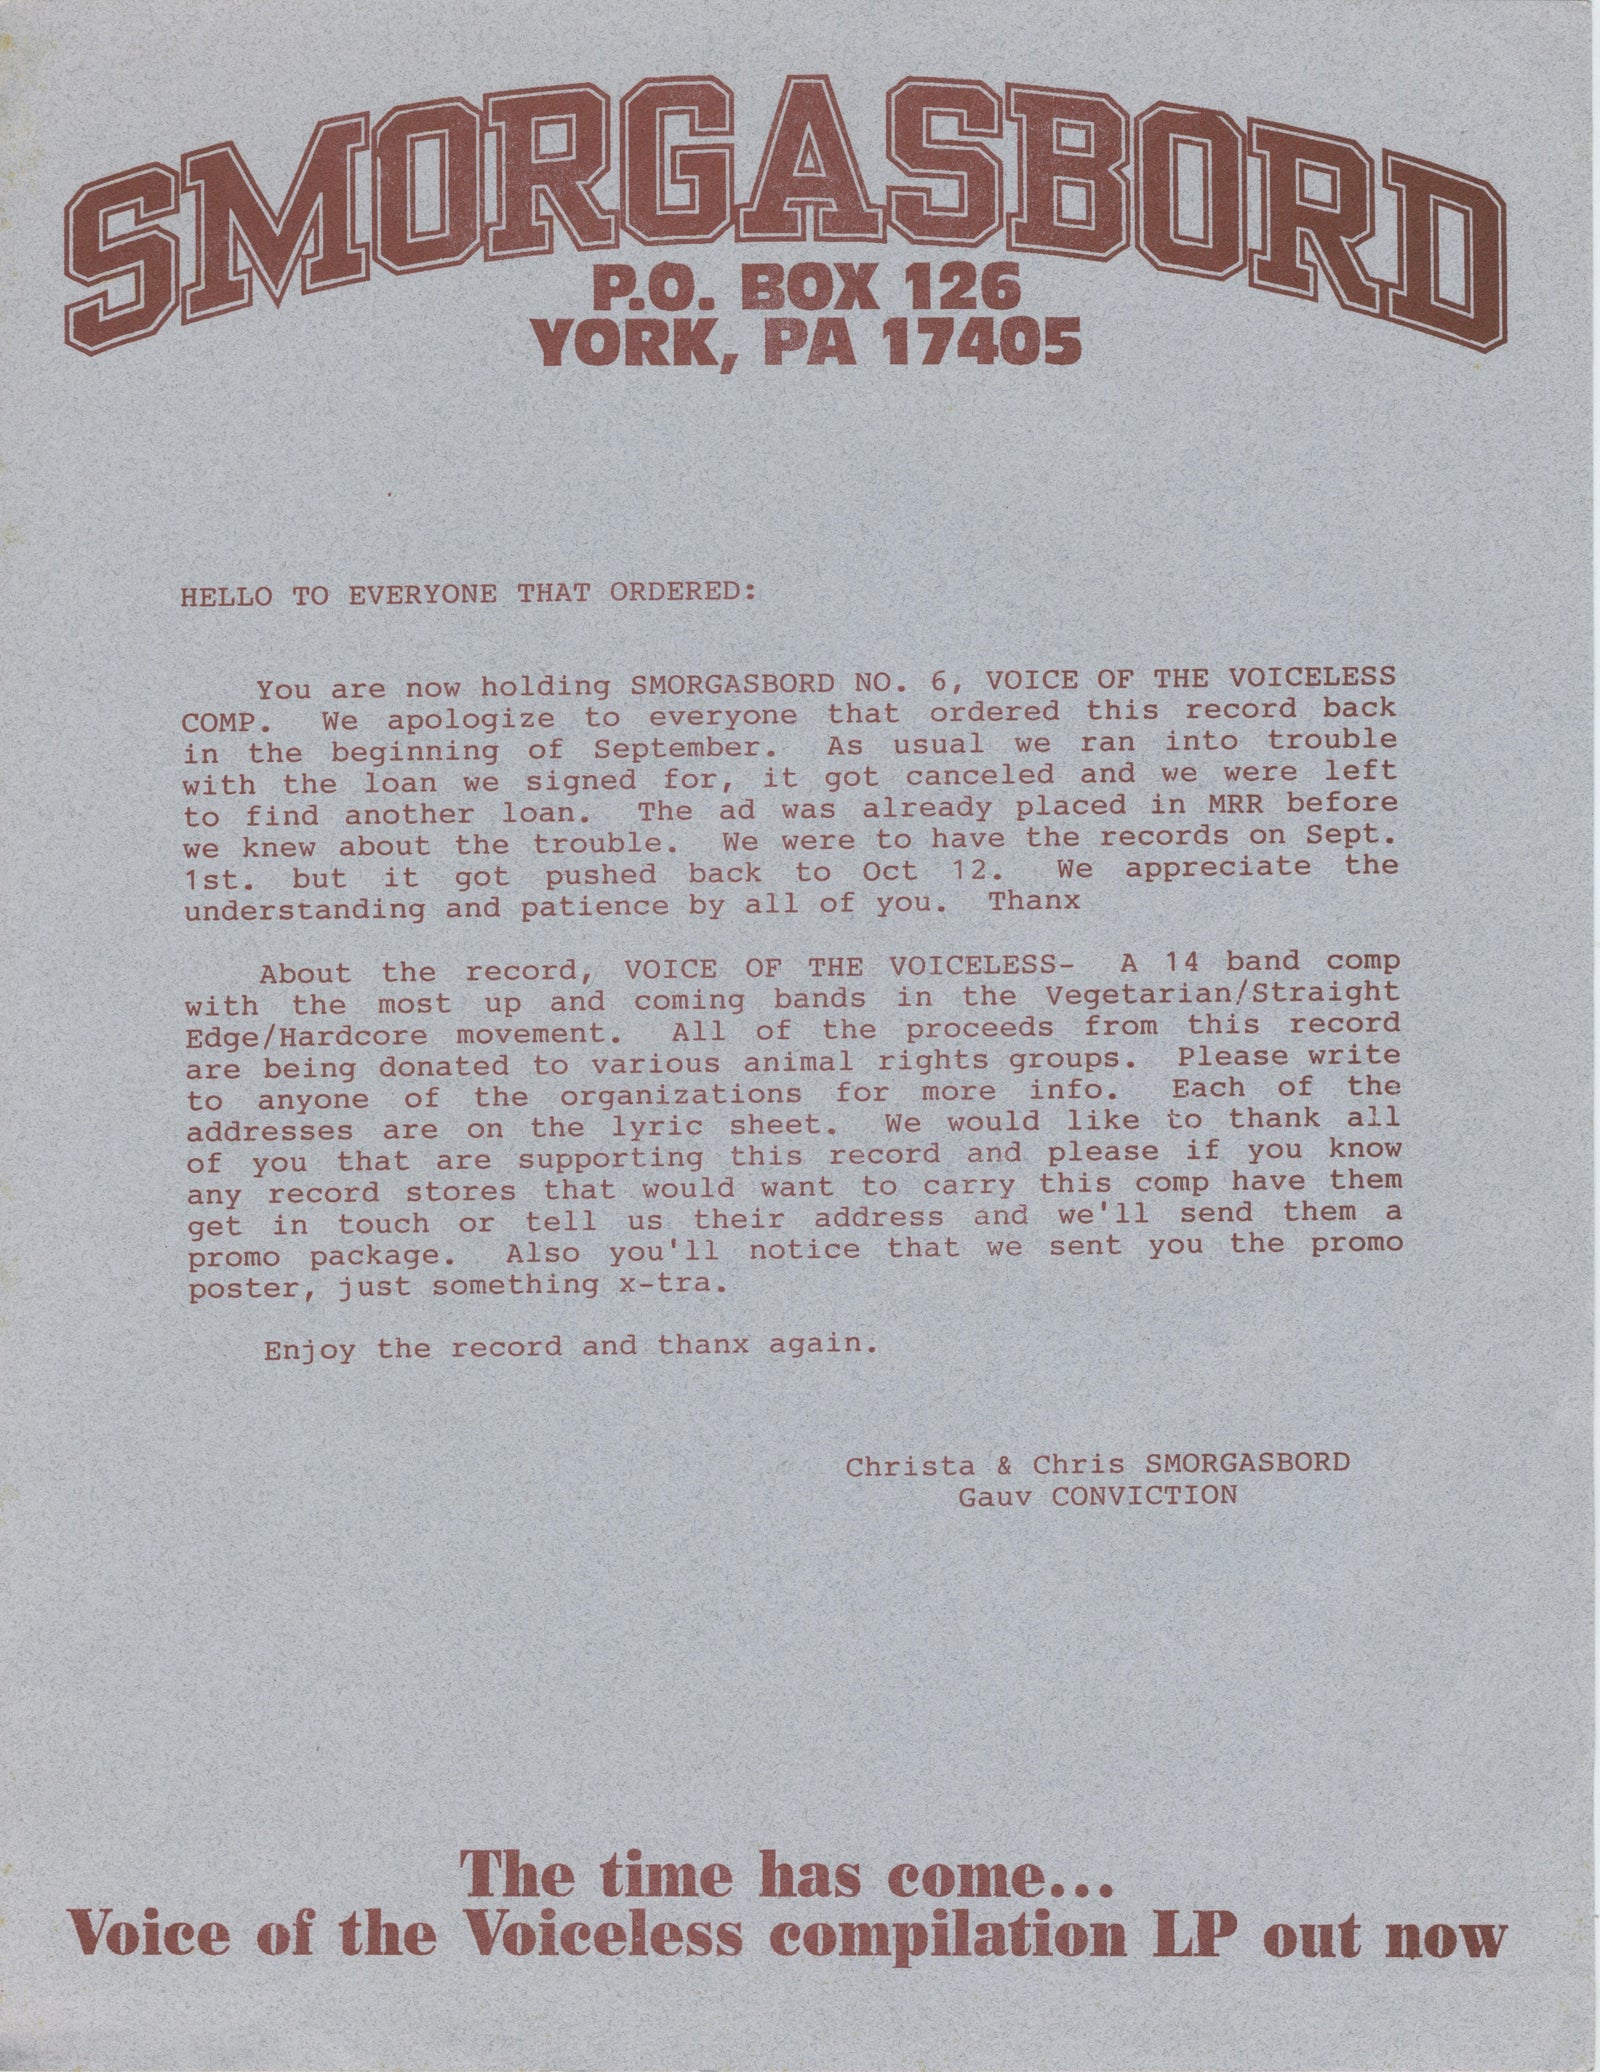 SMORGASBORD
P.O. BOX 126
YORK, PA 17405
HELLO TO EVERYONE THAT ORDERED:
You are now holding SMORGASBORD NO. 6, VOICE OF THE VOICELESS
COMP. We apologize to everyone that ordered this record back
in the beginning of September. As usual we ran into trouble
with the loan we signed for, it got canceled and we were left
to find another loan. The ad was already placed in MRR before
we knew about the trouble. We were to have the records on Sept.
1st. but it got pushed back to Oct 12. We appreciate the
understanding and patience by all of you. Thanx
About the record, VOICE OF THE VOICELESS- A 14 band comp
with the most up and coming bands in the Vegetarian/Straight
Edge/Hardcore movement. All of the proceeds from this record
are being donated to various animal rights groups. Please write
to anyone of the organizations for more info. Each of the
addresses are on the lyric sheet. We would like to thank all
of you that are supporting this record and please if you know
any record stores that would want to carry this comp have them
get in touch or tell us their address and we'll send them a
promo package. Also you'll notice that we sent you the promo
poster, just something x-tra.
Enjoy the record and thanx again.
Christa & Chris SMORGASBORD
Gauv CONVICTION
The time has come...
Voice of the Voiceless compilation LP out now